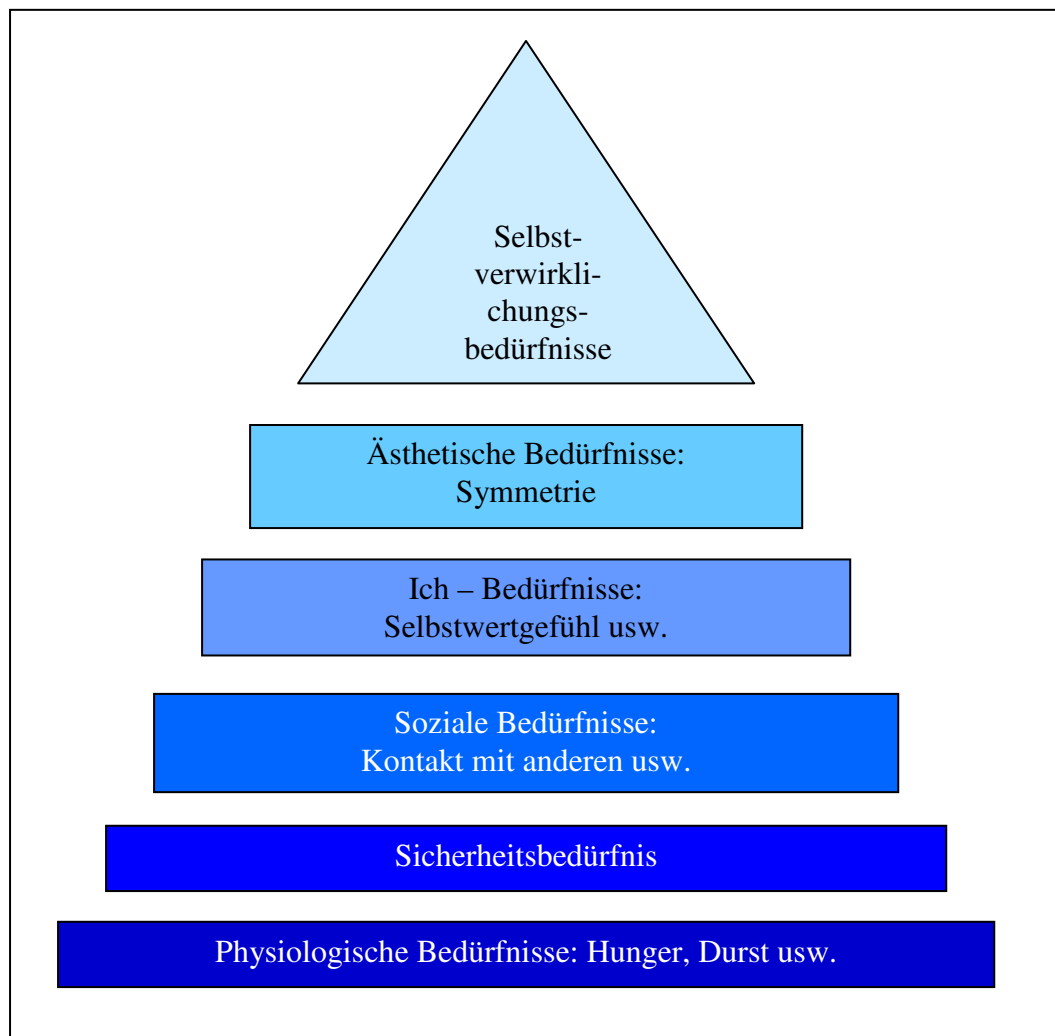 Selbst-
verwirkli-
chungs-
bedürfnisse
Ästhetische Bedürfnisse:
Symmetrie
Ich – Bedürfnisse:
Selbstwertgefühl usw.
Soziale Bedürfnisse:
Kontakt mit anderen usw.
Sicherheitsbedürfnis
Physiologische Bedürfnisse: Hunger, Durst usw.